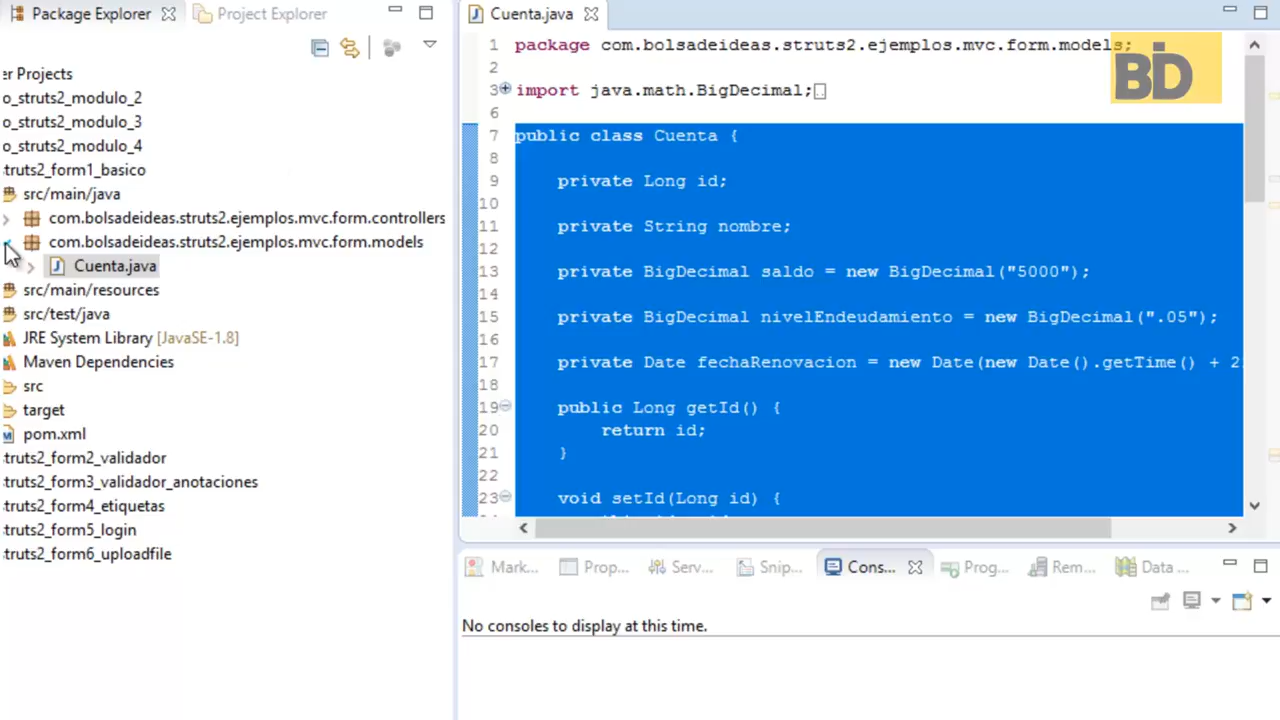 Package Explorer
Project Explorer
er Projects
o_struts2_modulo_2
o_struts2_modulo_3
o_struts2_modulo_4
truts2_form1_basico
src/main/java
com.bolsadeideas.struts2.ejemplos.mvc.form.controllers
com.bolsadeideas.struts2.ejemplos.mvc.form.models
Cuenta.java
src/main/resources
src/test/java
JRE System Library [JavaSE-1.8]
Maven Dependencies
src
target
pom.xml
truts2_form2_validador
truts2_form3_validador_anotaciones
truts2_form4_etiquetas
truts2_form5_login
truts2_form6_uploadfile
Cuenta.java
1 package com.bolsadeideas.struts2.ejemplos.mvc.form.models;
2
3 import java.math.BigDecimal;
6
7 public class Cuenta {
8
9 private Long id;
10
11 private String nombre;
12
13 private BigDecimal saldo = new BigDecimal("5000");
14
15 private BigDecimal nivelEndeudamiento = new BigDecimal(".05");
16
17 private Date fechaRenovacion = new Date(new Date().getTime() + 2
18
19 public Long getId() {
20 return id;
21 }
22
23 void setId(Long id) {
BD
Mark...
Prop...
Serv...
Snip...
Cons...
Prog...
Rem...
Data ...
No consoles to display at this time.